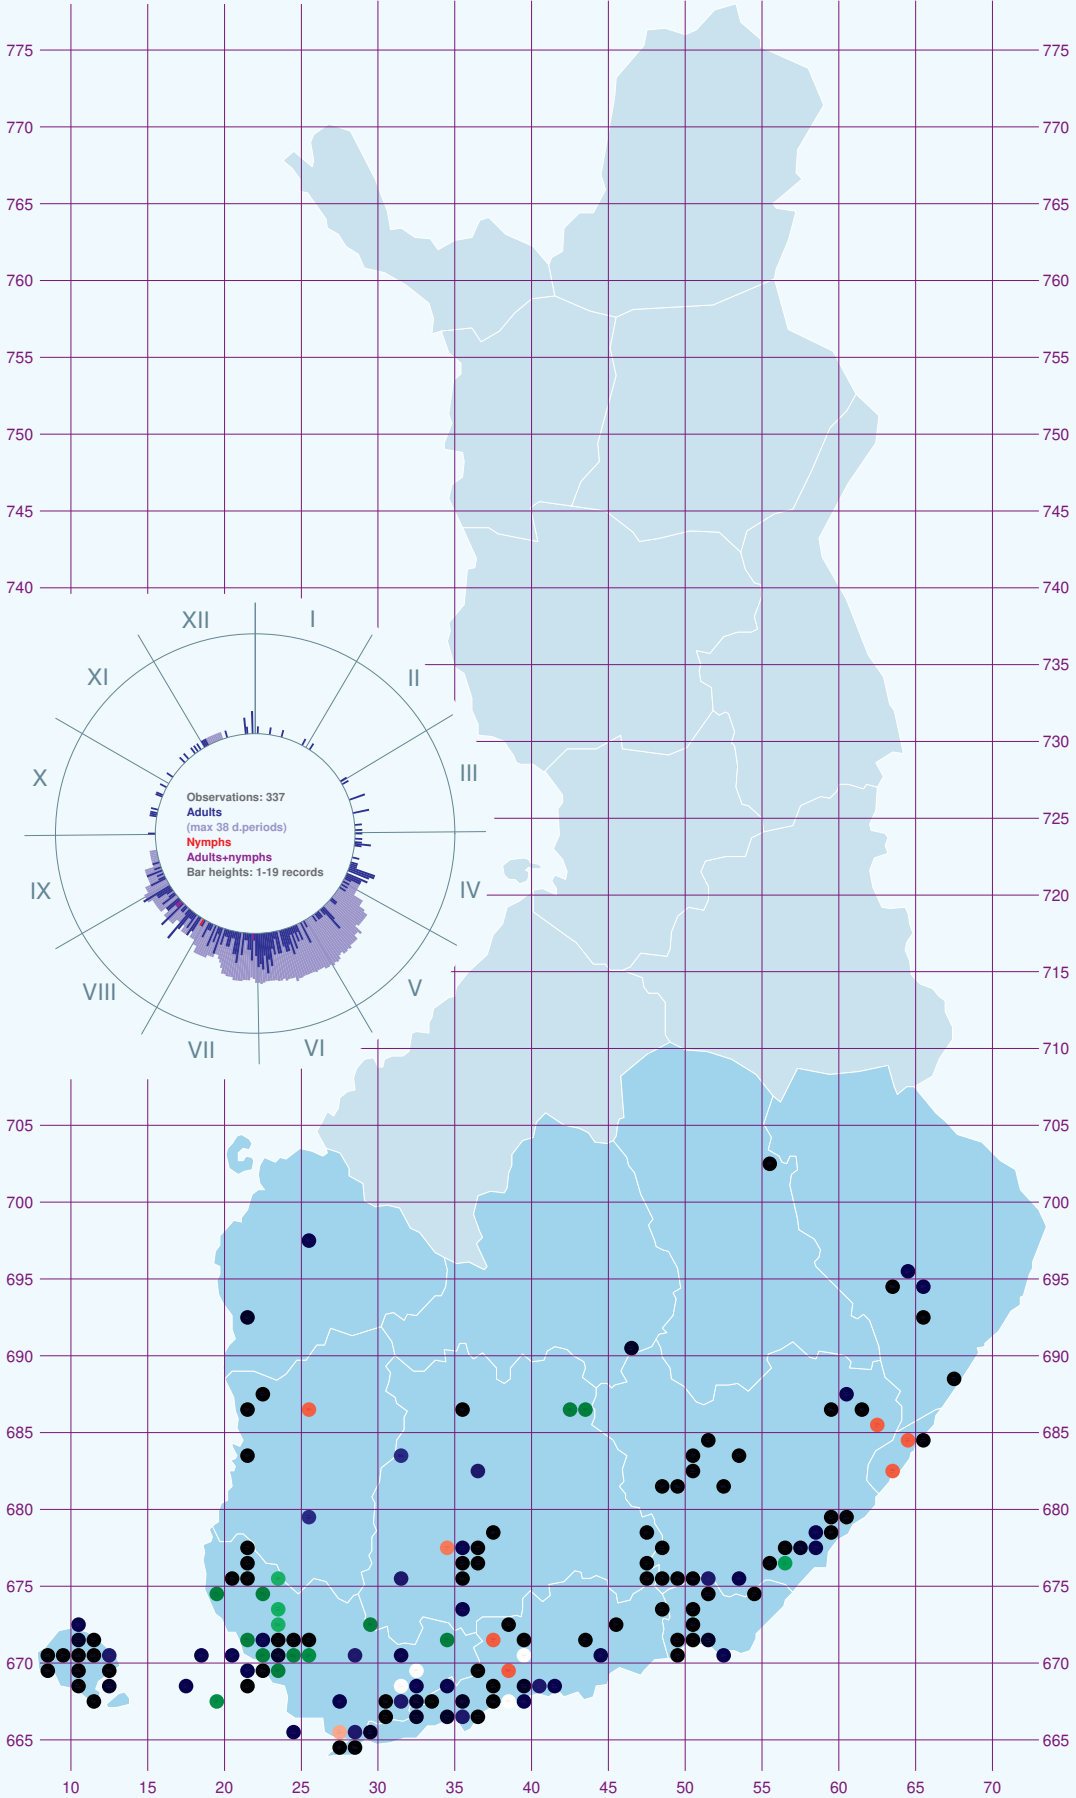 775 775
770 770
765 765
760 760
755 755
750 750
745 745
740 740
XII I
XI II
735
730
X III
725
Observations: 337
Adults
(max 38 d.periods)
Nymphs
Adults+nymphs
Bar heights: 1-19 records
IX IV
720
715
VIII V
VII VI
710
705 705
700 700
695 695
690 690
685 685
680 680
675 675
670 670
665 665
10 15 20 25 30 35 40 45 50 55 60 65 70